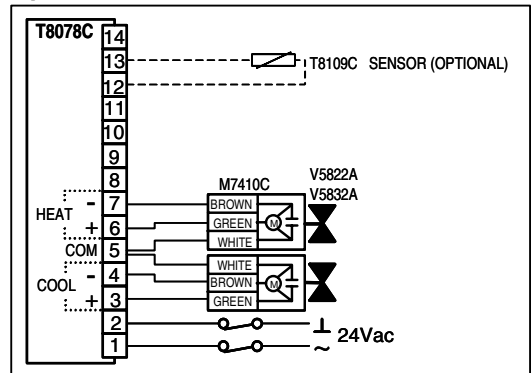 T8078C
14
13
T8109C SENSOR (OPTIONAL)
12
11
10
9
8
M7410C
V5822A
V5832A
HEAT
- 7
BROWN
+ 6
GREEN
M
WHITE
COM 5
COOL
WHITE
- 4
BROWN
M
+ 3
GREEN
2
⊥
24Vac
1
~